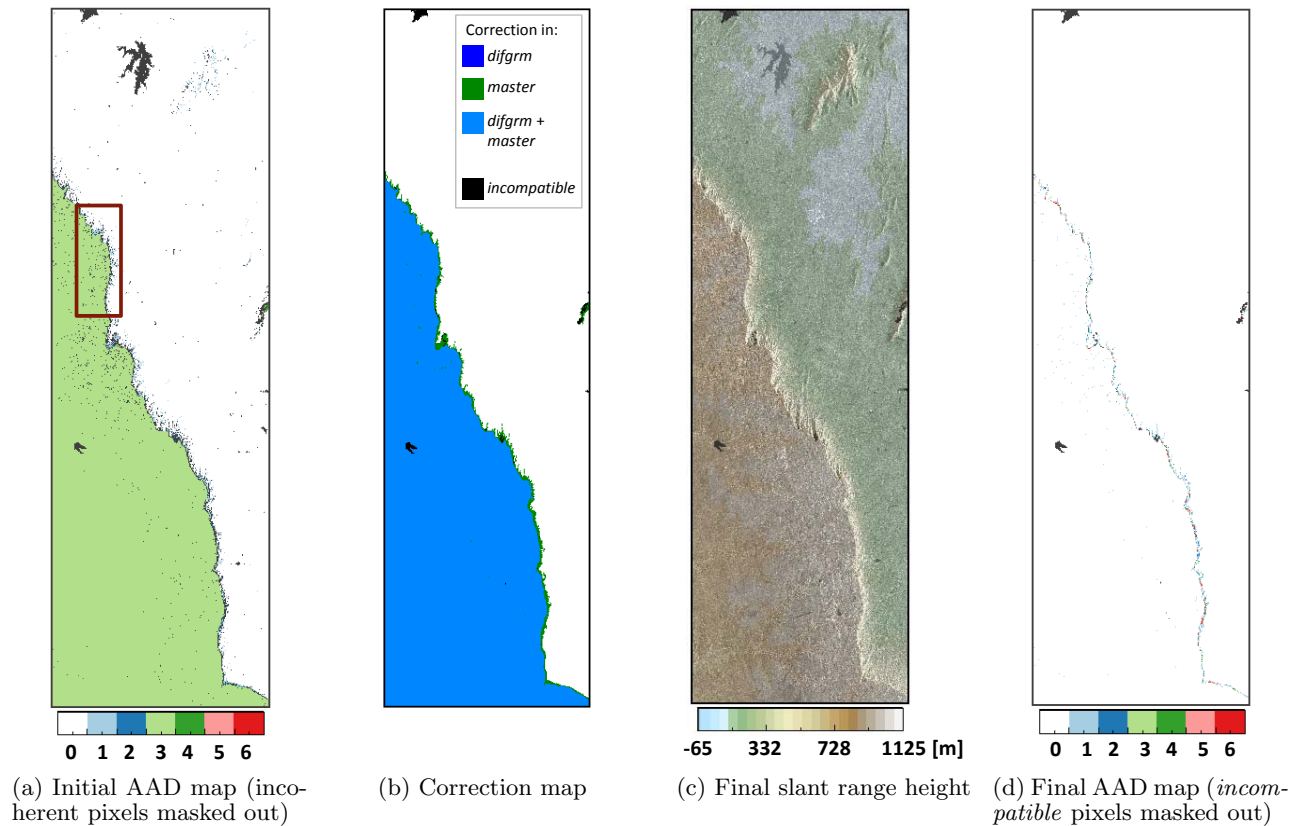 Correction in:
difgrm
master
difgrm +
master
incompatible
0 1 2 3 4 5 6
-65 332 728 1125 [m]
0 1 2 3 4 5 6
(a) Initial AAD map (inco-
herent pixels masked out)
(b) Correction map
(c) Final slant range height
(d) Final AAD map (incom-
patible pixels masked out)